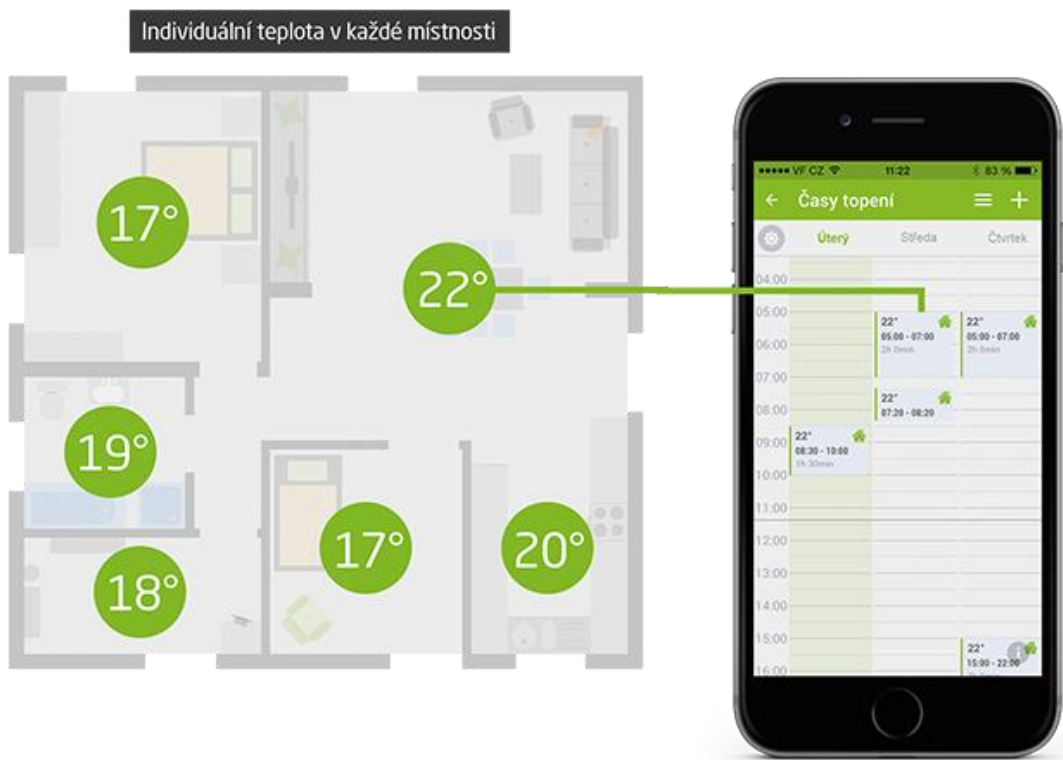 Individuální teplota v každé místnosti
17°
22°
19°
18°
17°
20°
VF CZ 11:22 83 %
Časy topení
Úterý Středa Čtvrtek
04:00
05:00
22° 22°
05:00 - 07:00 05:00 - 07:00
2h 0min 2h 0min
06:00
07:00
22°
07:20 - 08:20
08:00
22°
08:30 - 10:00
1h 30min
09:00
10:00
11:00
12:00
13:00
14:00
15:00
22°
15:00 - 22:00
16:00